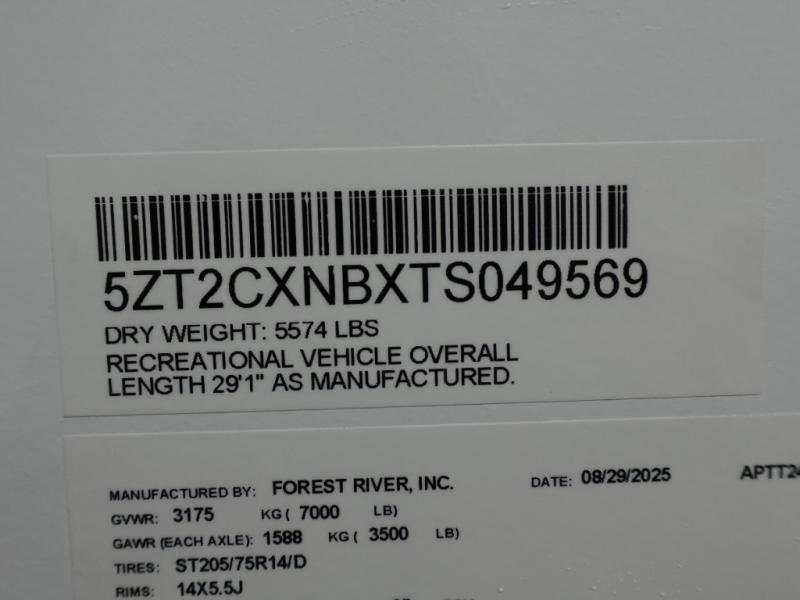 5ZT2CXNBXTS049569
DRY WEIGHT: 5574 LBS
RECREATIONAL VEHICLE OVERALL
LENGTH 29'1" AS MANUFACTURED.
MANUFACTURED BY: FOREST RIVER, INC. DATE: 08/29/2025 APTT24
GVWR: 3175 KG ( 7000 LB)
GAWR (EACH AXLE): 1588 KG ( 3500 LB)
TIRES: ST205/75R14/D
RIMS: 14X5.5J